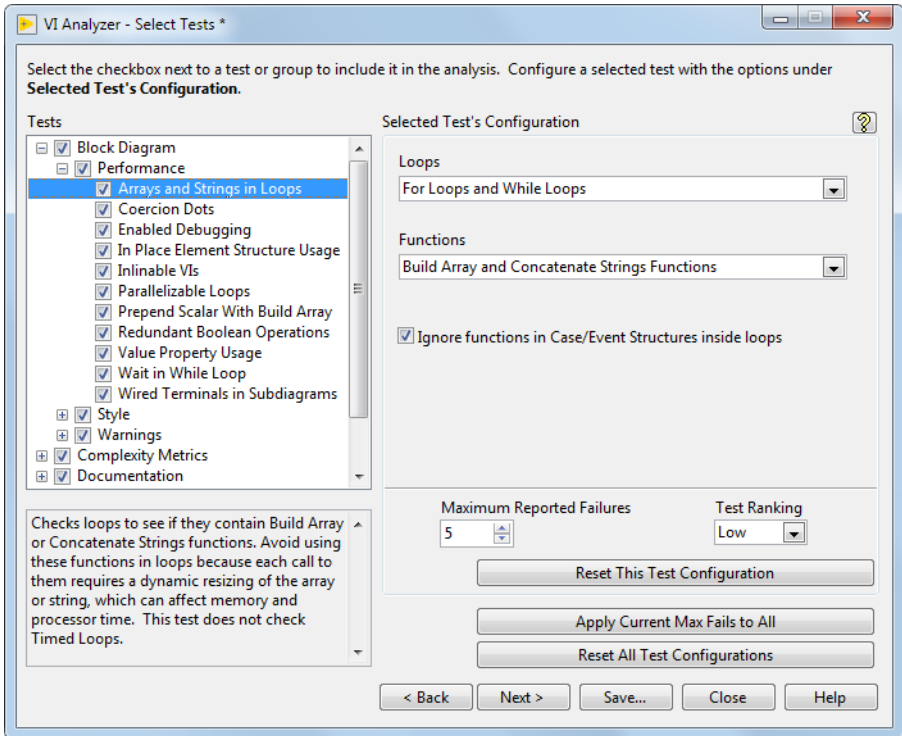 VI Analyzer - Select Tests *
Select the checkbox next to a test or group to include it in the analysis.  Configure a selected test with the options under
Selected Test's Configuration.
Tests
Block Diagram
Performance
Arrays and Strings in Loops
Coercion Dots
Enabled Debugging
In Place Element Structure Usage
Inlinable VIs
Parallelizable Loops
Prepend Scalar With Build Array
Redundant Boolean Operations
Value Property Usage
Wait in While Loop
Wired Terminals in Subdiagrams
Style
Warnings
Complexity Metrics
Documentation
Checks loops to see if they contain Build Array
or Concatenate Strings functions. Avoid using
these functions in loops because each call to
them requires a dynamic resizing of the array
or string, which can affect memory and
processor time.  This test does not check
Timed Loops.
Selected Test's Configuration
?
Loops
For Loops and While Loops
Functions
Build Array and Concatenate Strings Functions
Ignore functions in Case/Event Structures inside loops
Maximum Reported Failures
5
Test Ranking
Low
Reset This Test Configuration
Apply Current Max Fails to All
Reset All Test Configurations
< Back
Next >
Save...
Close
Help